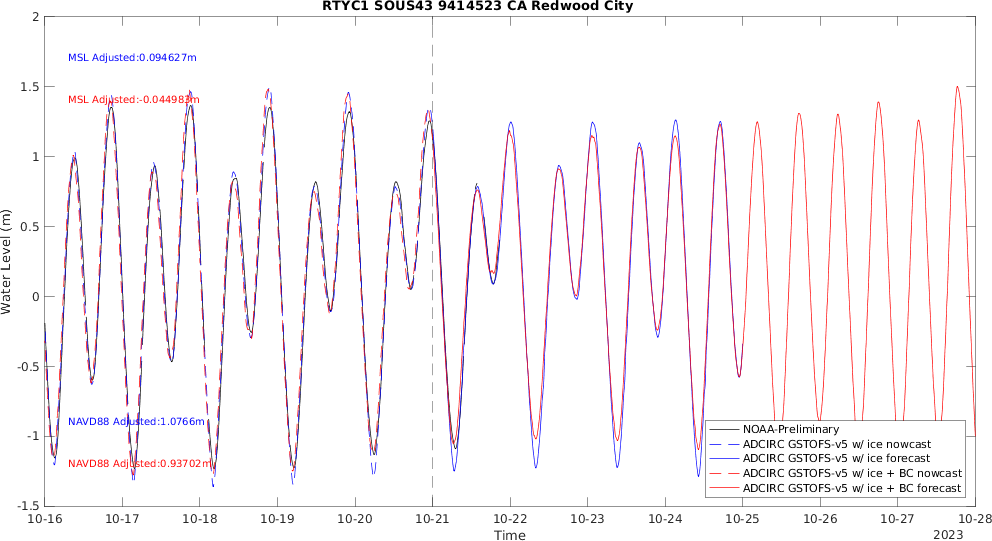 RTYC1 SOUS43 9414523 CA Redwood City
2
1.5
1
0.5
0
-0.5
-1
-1.5
Water Level (m)
MSL Adjusted:0.094627m
MSL Adjusted:-0.044983m
NAVD88 Adjusted:1.0766m
NAVD88 Adjusted:0.93702m
NOAA-Preliminary
ADCIRC GSTOFS-v5 w/ ice nowcast
ADCIRC GSTOFS-v5 w/ ice forecast
ADCIRC GSTOFS-v5 w/ ice + BC nowcast
ADCIRC GSTOFS-v5 w/ ice + BC forecast
10-16 10-17 10-18 10-19 10-20 10-21 10-22 10-23 10-24 10-25 10-26 10-27 10-28
Time
2023